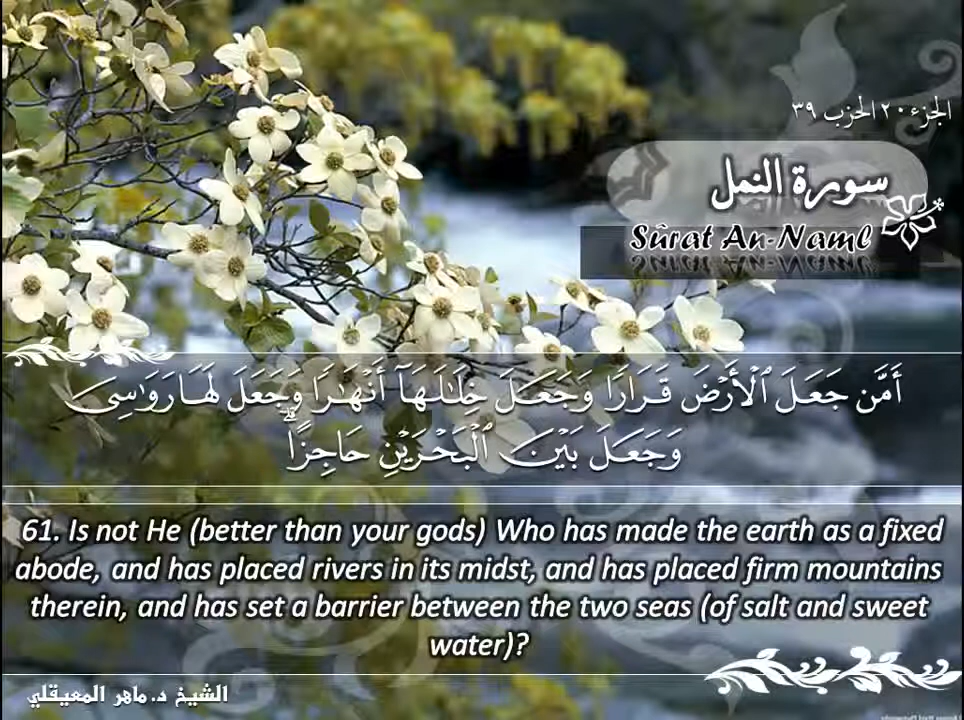 الجزء ٢٠ الحزب ٣٩
سورة النمل
Sûrat An-Naml
أَمَّن جَعَلَ ٱلْأَرْضَ قَرَارًا وَجَعَلَ خِلَٰلَهَآ أَنْهَٰرًا وَجَعَلَ لَهَا رَوَٰسِىَ
وَجَعَلَ بَيْنَ ٱلْبَحْرَيْنِ حَاجِزًا ۗ
61. Is not He (better than your gods) Who has made the earth as a fixed
abode, and has placed rivers in its midst, and has placed firm mountains
therein, and has set a barrier between the two seas (of salt and sweet
water)?
الشيخ د. ماهر المعيقلي